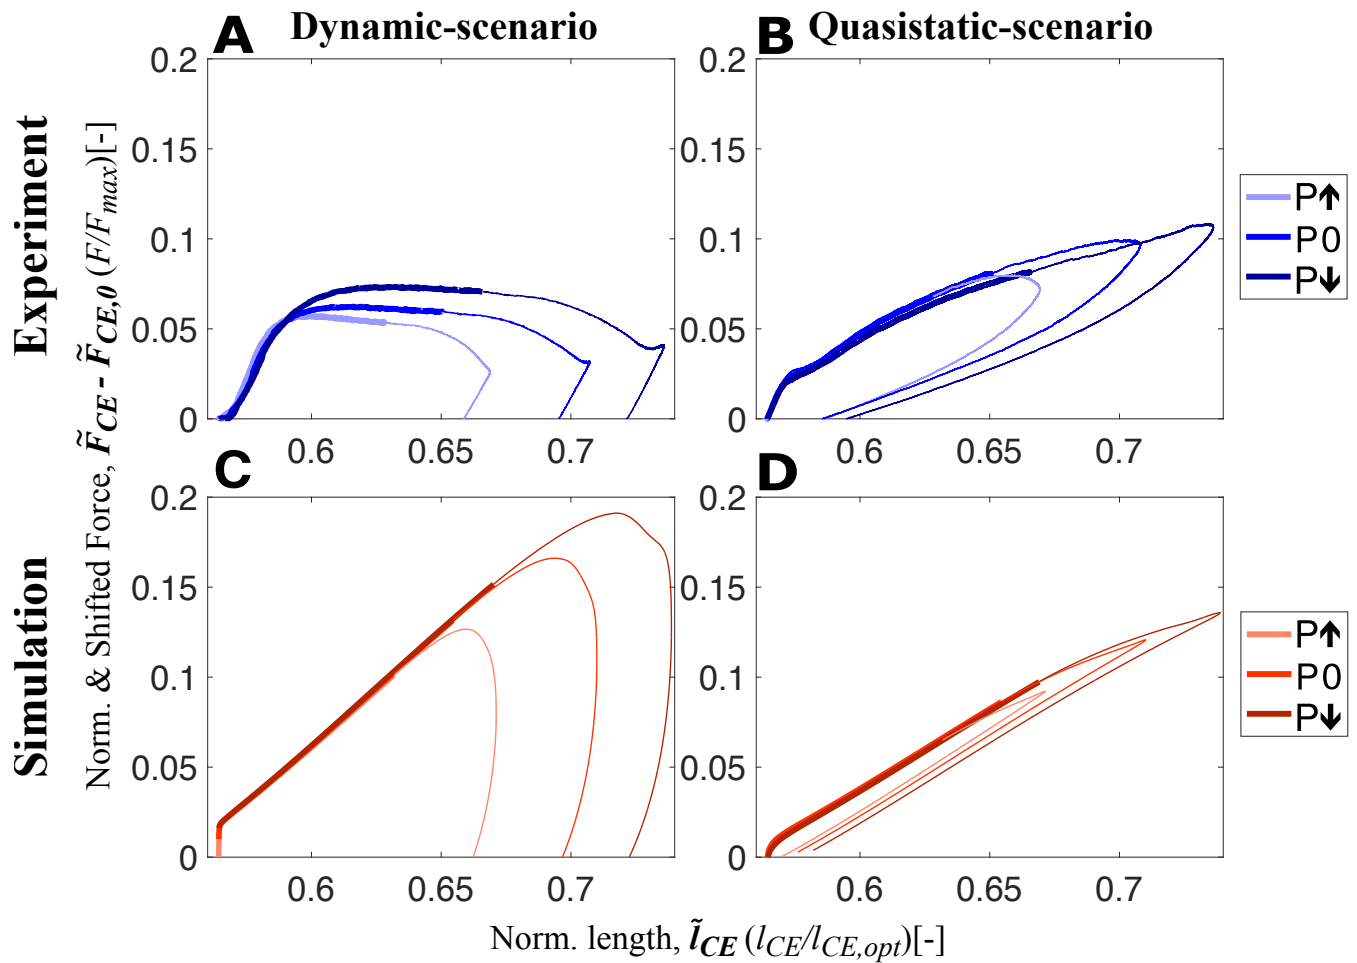 A Dynamic-scenario
B Quasistatic-scenario
Experiment
Simulation
Norm. & Shifted Force, F̃CE - F̃CE,0 (F/Fmax)[-]
0.2
0.15
0.1
0.05
0
0.6
0.65
0.7
0.2
0.15
0.1
0.05
0
0.6
0.65
0.7
P↑
P0
P↓
C
D
0.2
0.15
0.1
0.05
0
0.6
0.65
0.7
0.2
0.15
0.1
0.05
0
0.6
0.65
0.7
P↑
P0
P↓
Norm. length, l̃CE (lCE/lCE,opt)[-]